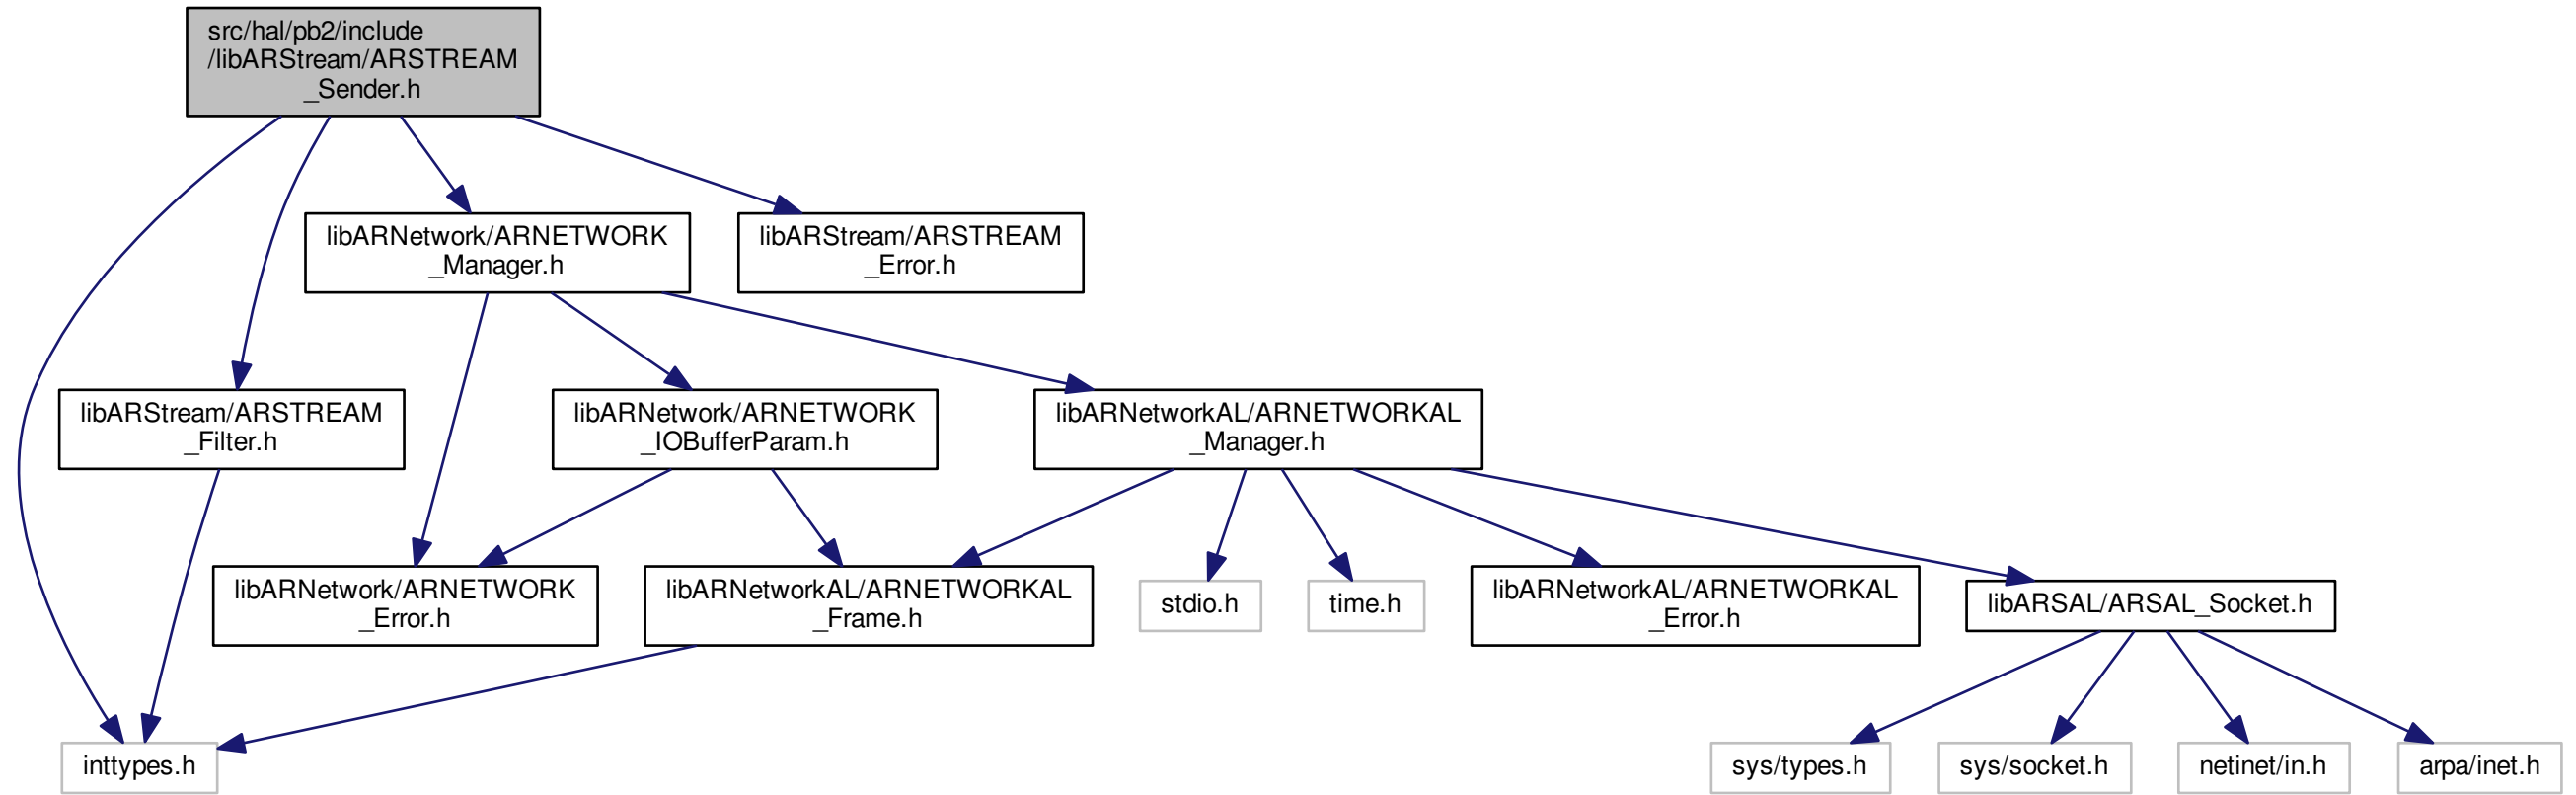 src/hal/pb2/include
/libARStream/ARSTREAM
_Sender.h
libARNetwork/ARNETWORK
_Manager.h
libARStream/ARSTREAM
_Error.h
libARStream/ARSTREAM
_Filter.h
libARNetwork/ARNETWORK
_IOBufferParam.h
libARNetworkAL/ARNETWORKAL
_Manager.h
libARNetwork/ARNETWORK
_Error.h
libARNetworkAL/ARNETWORKAL
_Frame.h
stdio.h
time.h
libARNetworkAL/ARNETWORKAL
_Error.h
libARSAL/ARSAL_Socket.h
inttypes.h
sys/types.h
sys/socket.h
netinet/in.h
arpa/inet.h